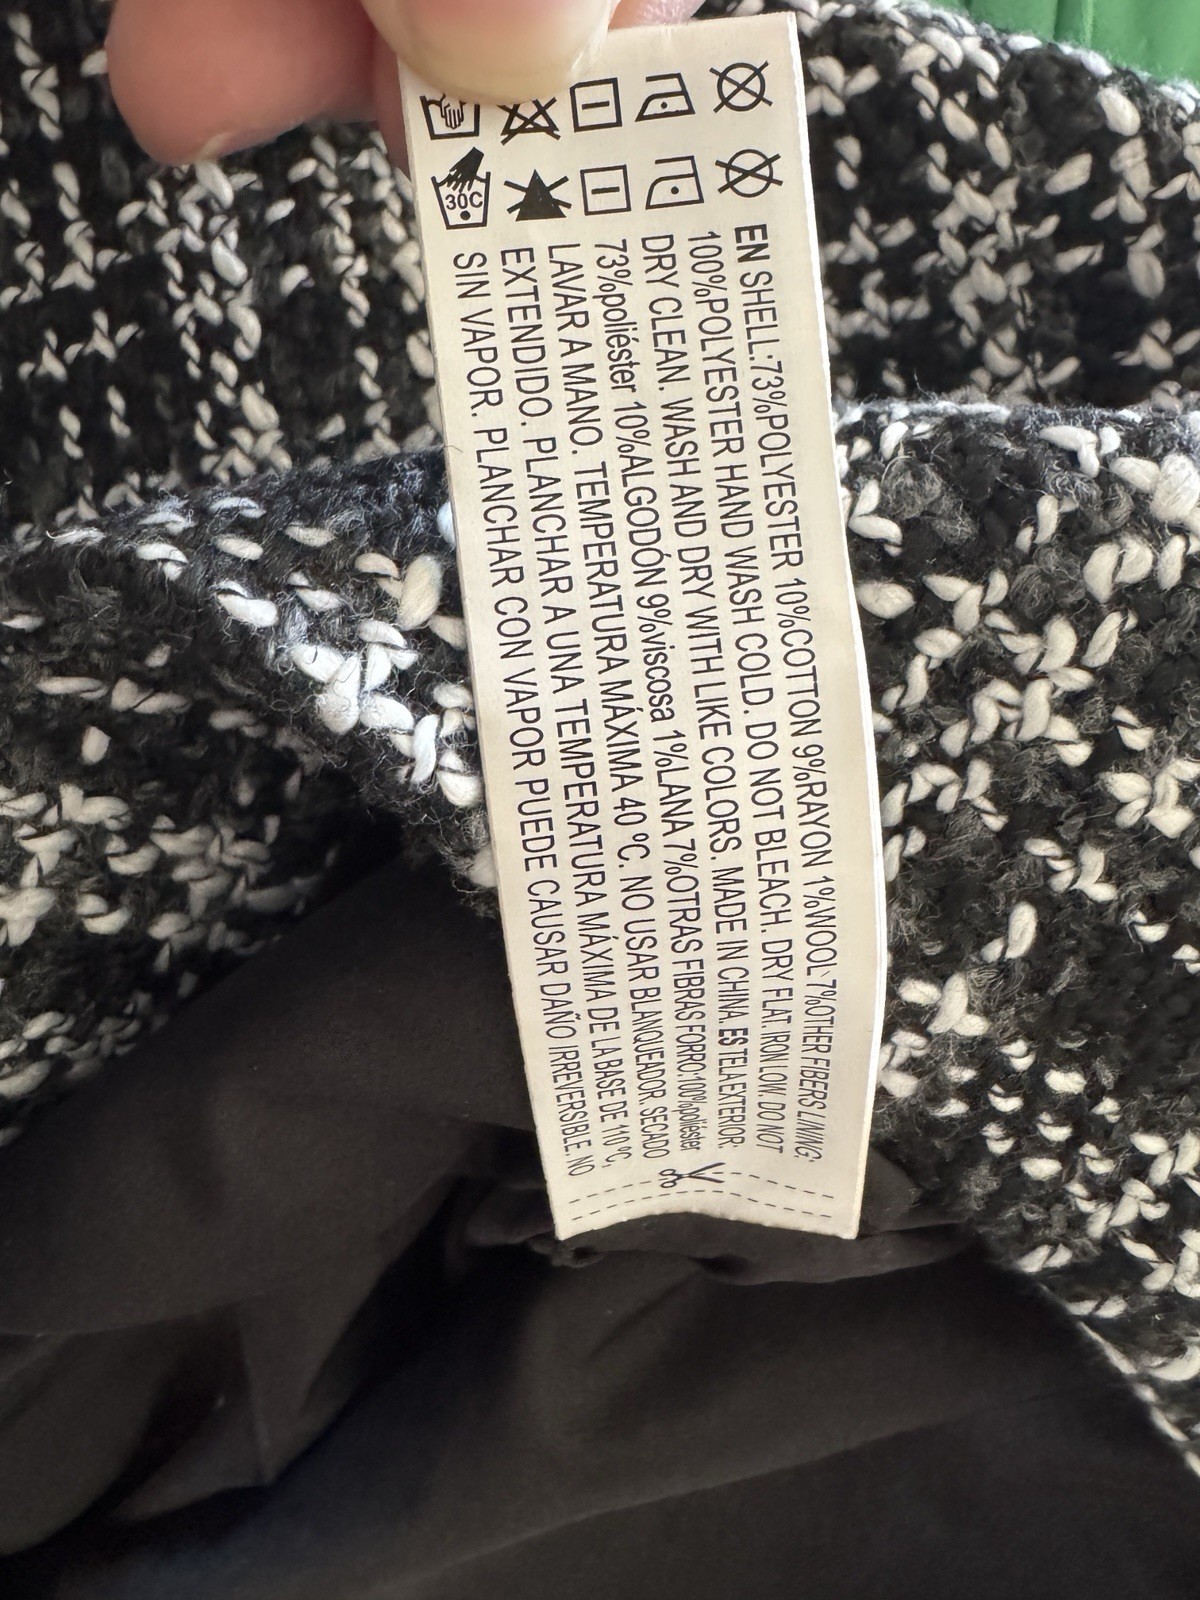 30C
EN SHELL:73%POLYESTER 10%COTTON 9%RAYON 1%WOOL 7%OTHER FIBERS LINING:
100%POLYESTER HAND WASH COLD. DO NOT BLEACH. DRY FLAT. IRON LOW. DO NOT
DRY CLEAN. WASH AND DRY WITH LIKE COLORS. MADE IN CHINA. ES TELA EXTERIOR:
73%poliéster 10%ALGODÓN 9%viscosa 1%LANA 7%OTRAS FIBRAS FORRO:100%poliéster
LAVAR A MANO. TEMPERATURA MÁXIMA 40 ºC. NO USAR BLANQUEADOR. SECADO
EXTENDIDO. PLANCHAR A UNA TEMPERATURA MÁXIMA DE LA BASE DE 110 ºC,
SIN VAPOR. PLANCHAR CON VAPOR PUEDE CAUSAR DAÑO IRREVERSIBLE. NO